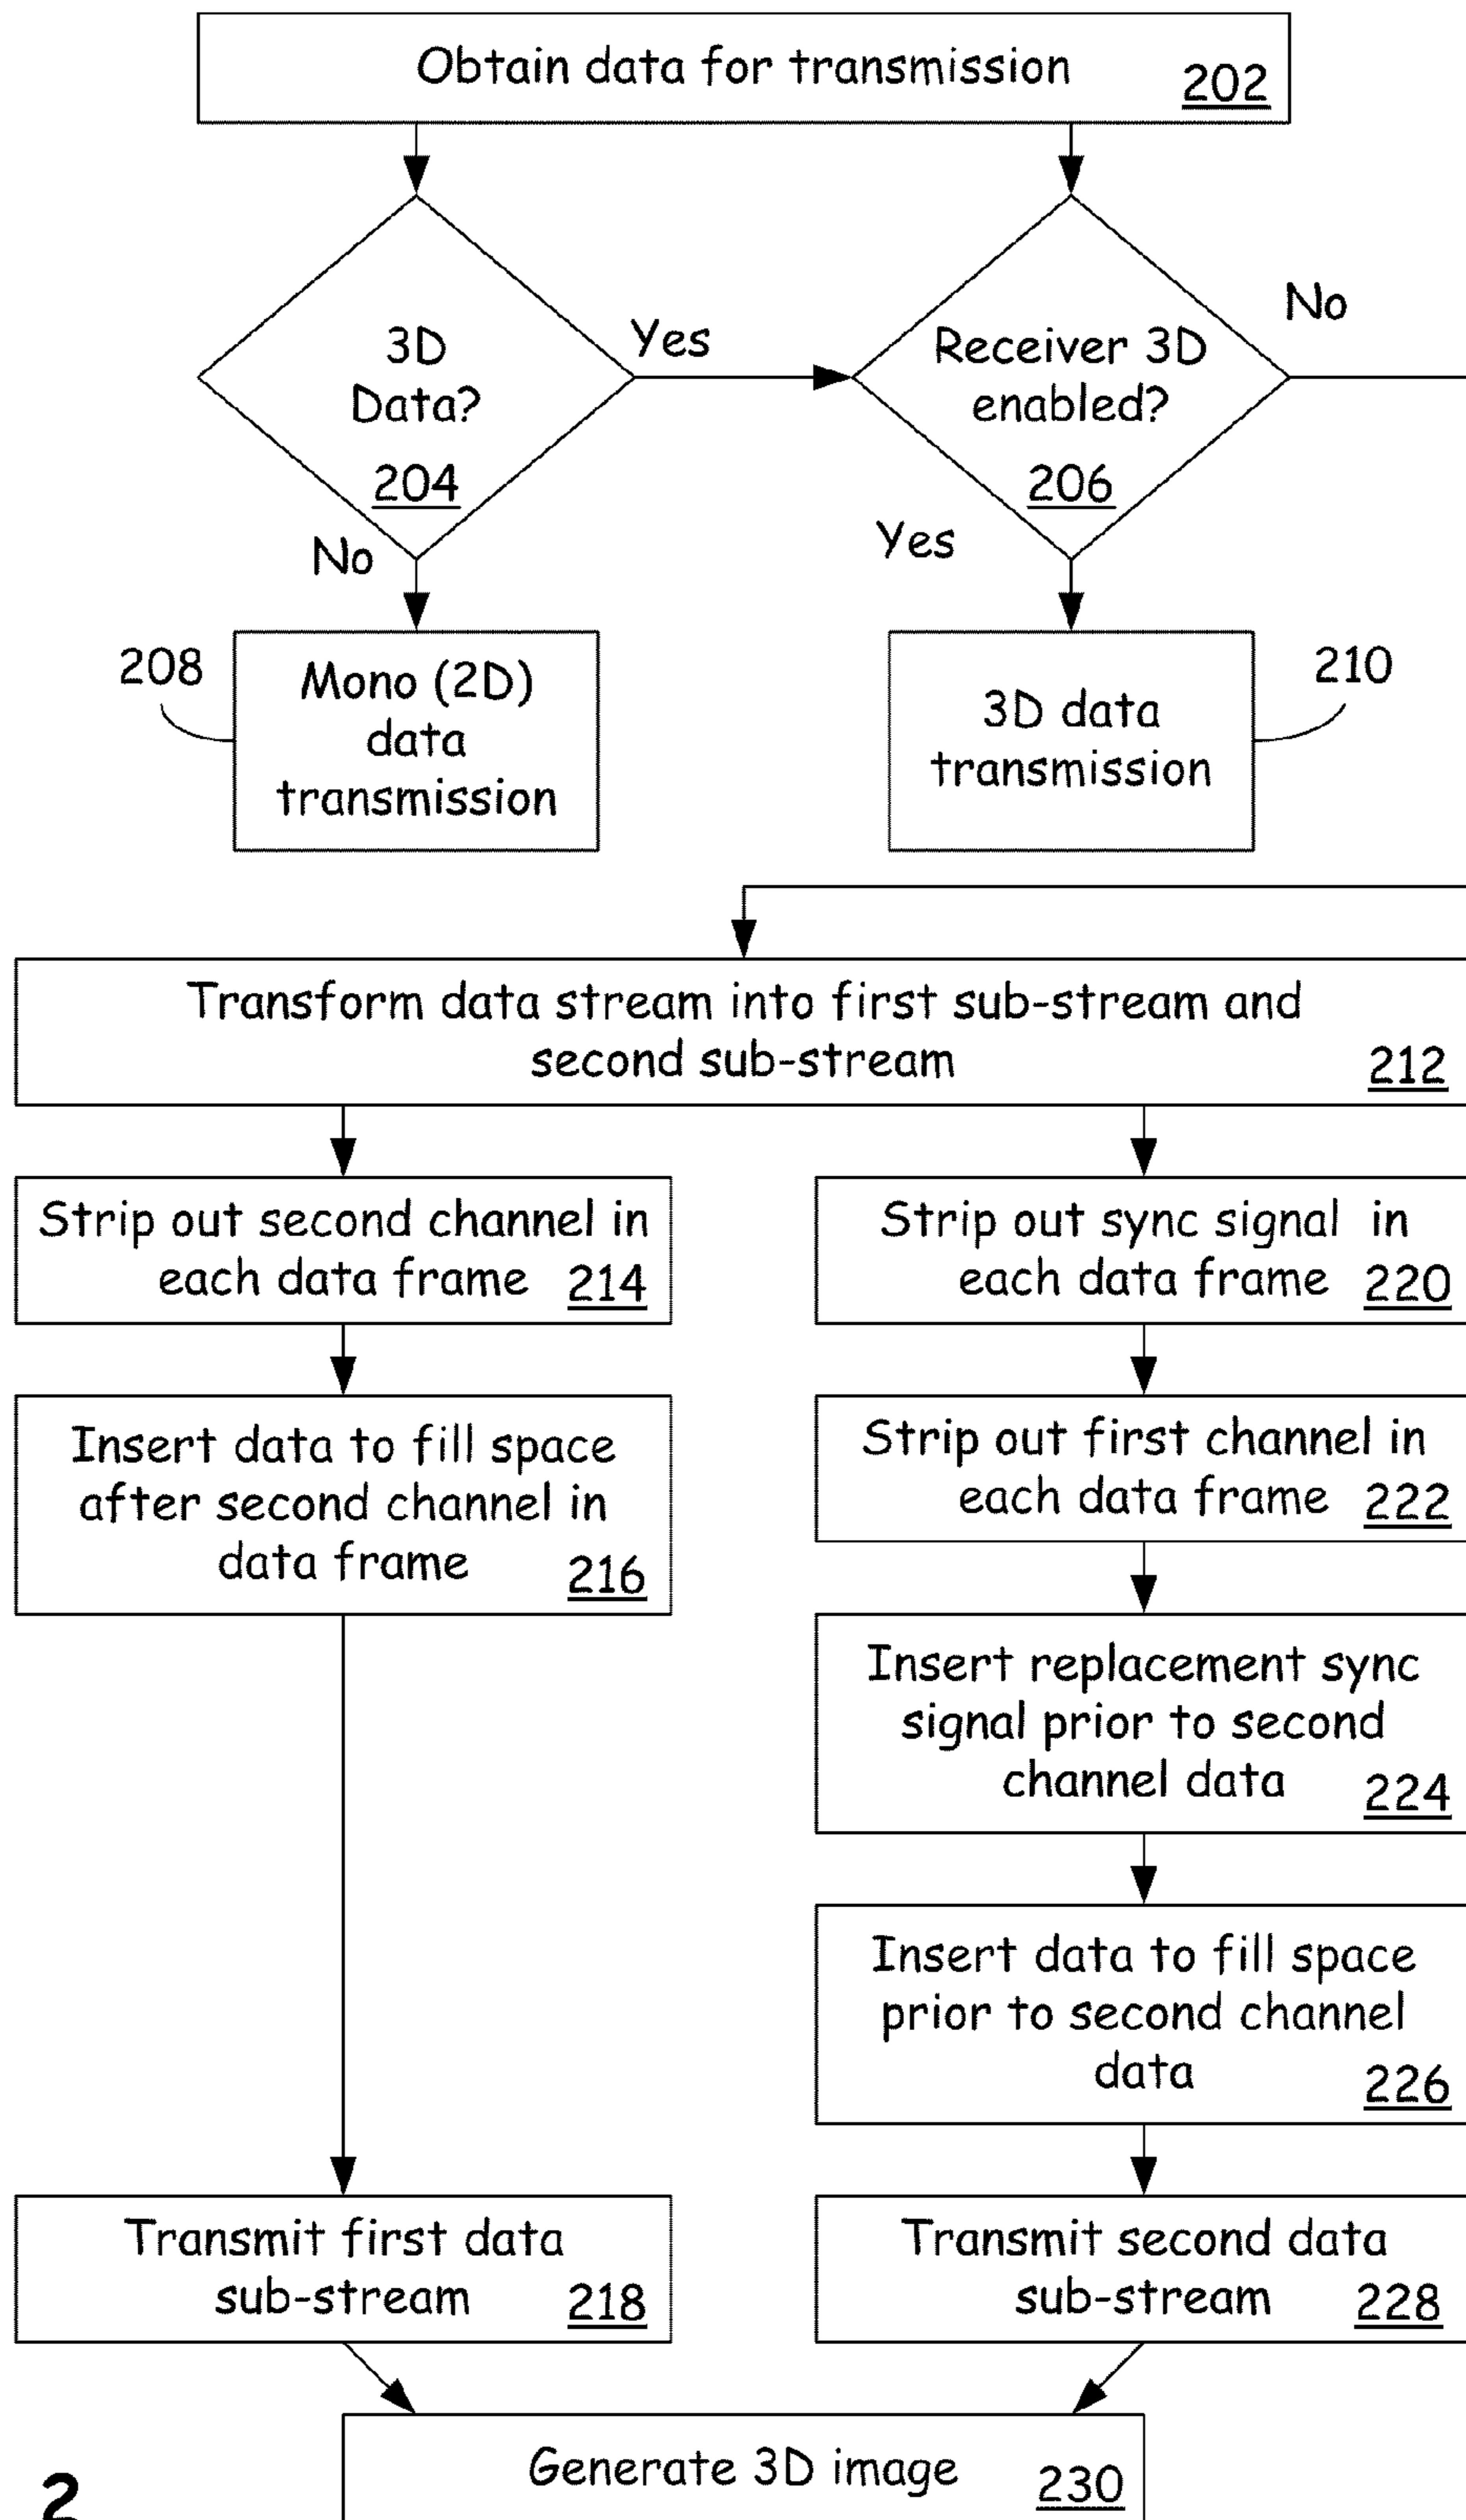 Obtain data for transmission
202
3D
Data?
204
Yes
Receiver 3D
enabled?
206
No
No
Yes
208
Mono (2D)
data
transmission
3D data
transmission
210
Transform data stream into first sub-stream and
second sub-stream
212
Strip out second channel in
each data frame 214
Strip out sync signal in
each data frame 220
Insert data to fill space
after second channel in
data frame 216
Strip out first channel in
each data frame 222
Insert replacement sync
signal prior to second
channel data 224
Insert data to fill space
prior to second channel
data 226
Transmit first data
sub-stream 218
Transmit second data
sub-stream 228
Generate 3D image
230
2